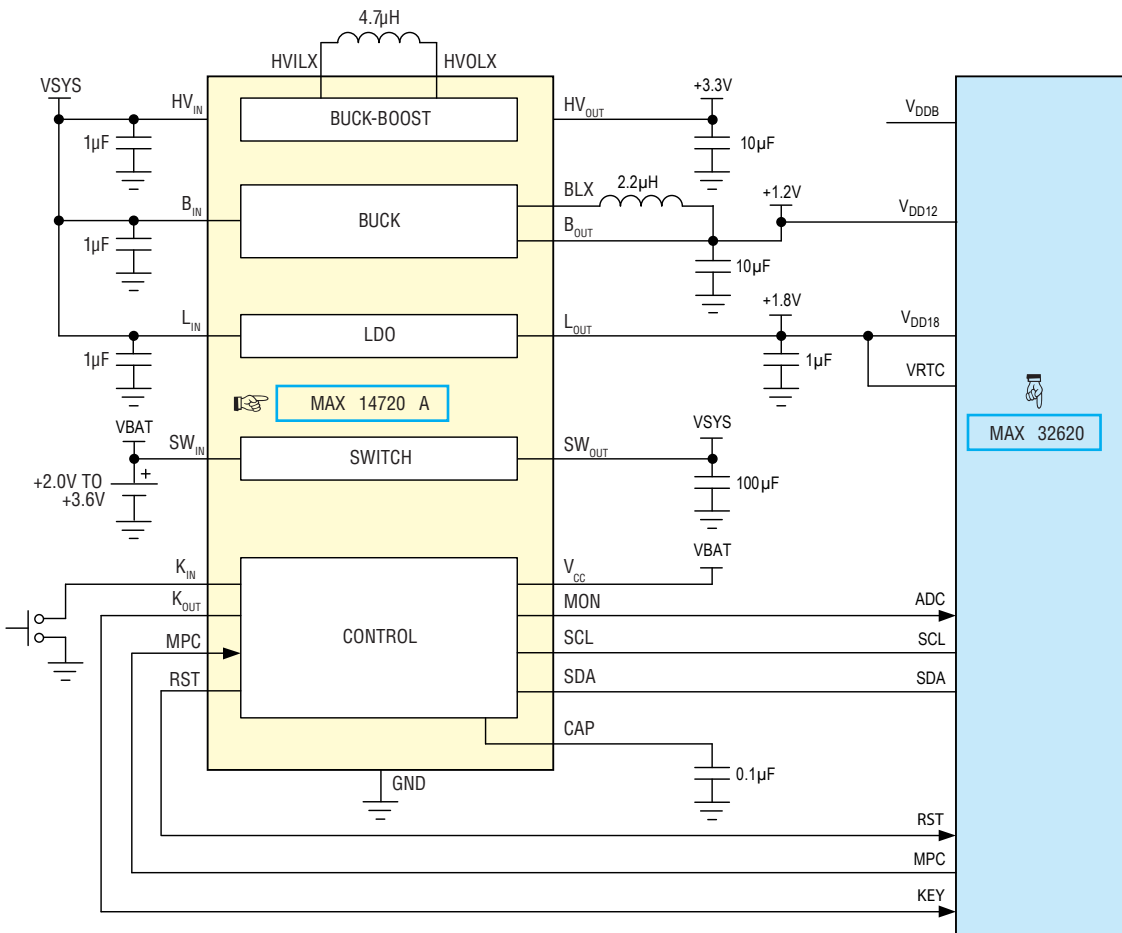 4.7µH
HVILX
HVOLX
VSYS
HVIN
BUCK-BOOST
HVOUT
+3.3V
VDDB
1µF
10µF
BLX
2.2µH
BIN
BUCK
BOUT
+1.2V
VDD12
1µF
10µF
+1.8V
LIN
LDO
LOUT
VDD18
1µF
1µF
VRTC
MAX 14720 A
MAX 32620
VBAT
SWIN
SWITCH
SWOUT
VSYS
+2.0V TO
+3.6V
+
100µF
VBAT
KIN
VCC
KOUT
MON
ADC
MPC
CONTROL
SCL
SCL
RST
SDA
SDA
CAP
GND
0.1µF
RST
MPC
KEY